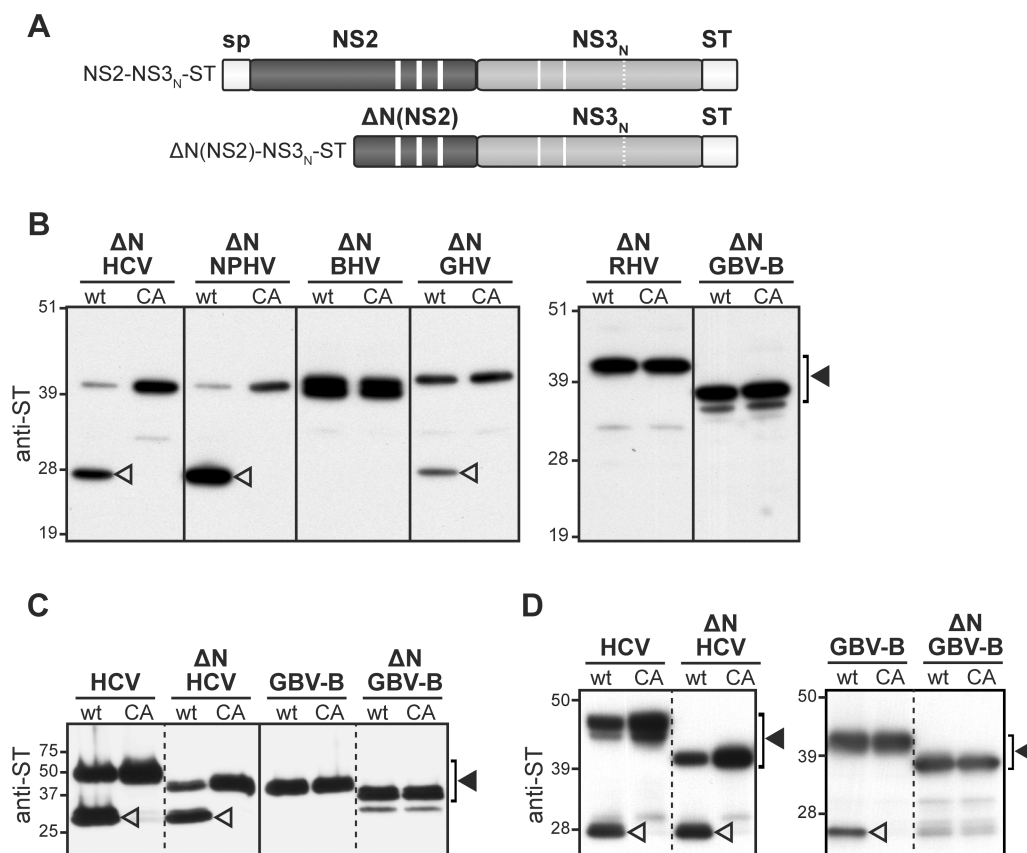 A
sp NS2 NS3N ST
NS2-NS3N-ST
ΔN(NS2) NS3N ST
ΔN(NS2)-NS3N-ST
B
ΔN HCV
ΔN NPHV
ΔN BHV
ΔN GHV
wt CA wt CA wt CA wt CA
51
39
28
19
anti-ST
ΔN RHV
ΔN GBV-B
wt CA wt CA
51
39
28
19
C
HCV
ΔN HCV
GBV-B
ΔN GBV-B
wt CA wt CA wt CA wt CA
75
50
37
25
anti-ST
D
HCV
ΔN HCV
wt CA wt CA
50
39
28
anti-ST
GBV-B
ΔN GBV-B
wt CA wt CA
50
39
28